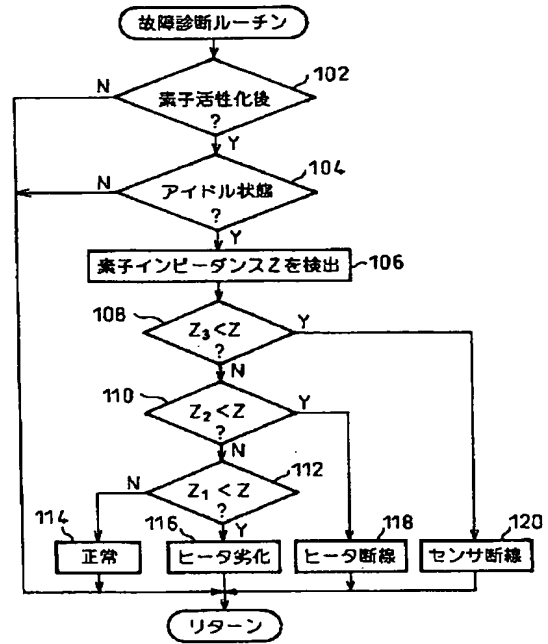 故障診断ルーチン
102
N
素子活性化後
?
Y
104
N
アイドル状態
?
Y
素子インピーダンスZを検出
106
108
Z₃<Z
?
Y
N
110
Z₂<Z
?
Y
N
112
N
Z₁<Z
?
Y
114
116
118
120
正常
ヒータ劣化
ヒータ断線
センサ断線
リターン